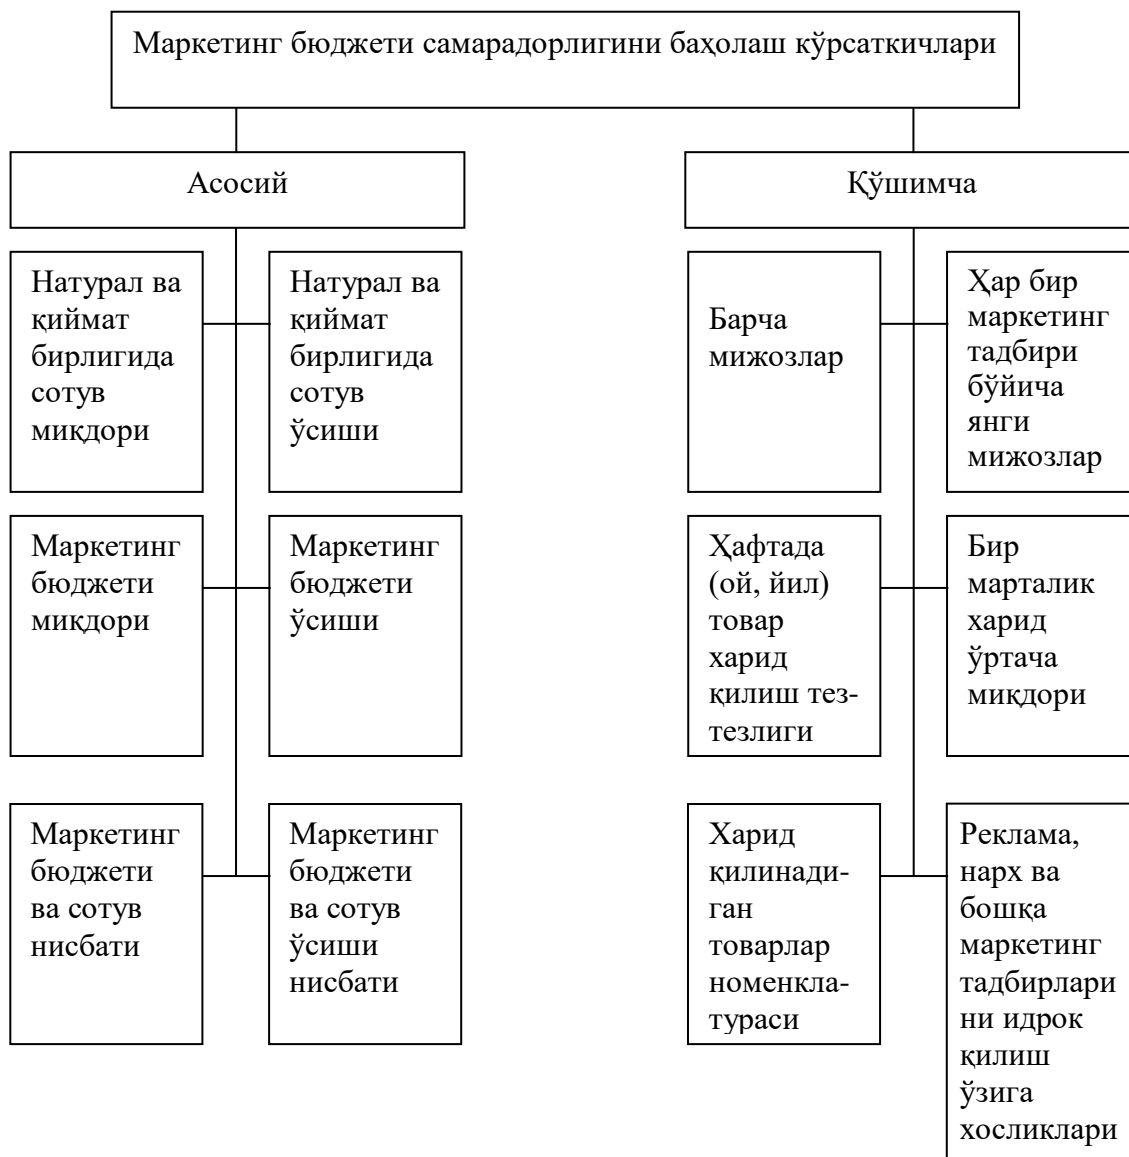 Маркетинг бюджети самарадорлигини баҳолаш кўрсаткичлари
Асосий
Қўшимча
Натурал ва
қиймат
бирлигида
сотув
миқдори
Натурал ва
қиймат
бирлигида
сотув
ўсиши
Барча
мижозлар
Ҳар бир
маркетинг
тадбири
бўйича
янги
мижозлар
Маркетинг
бюджети
миқдори
Маркетинг
бюджети
ўсиши
Ҳафтада
(ой, йил)
товар
харид
қилиш тез-
тезлиги
Бир
марталик
харид
ўртача
миқдори
Маркетинг
бюджети
ва сотув
нисбати
Маркетинг
бюджети
ва сотув
ўсиши
нисбати
Харид
қилинади-
ган
товарлар
номенкла-
тураси
Реклама,
нарх ва
бошқа
маркетинг
тадбирлари
ни идрок
қилиш
ўзига
хосликлари